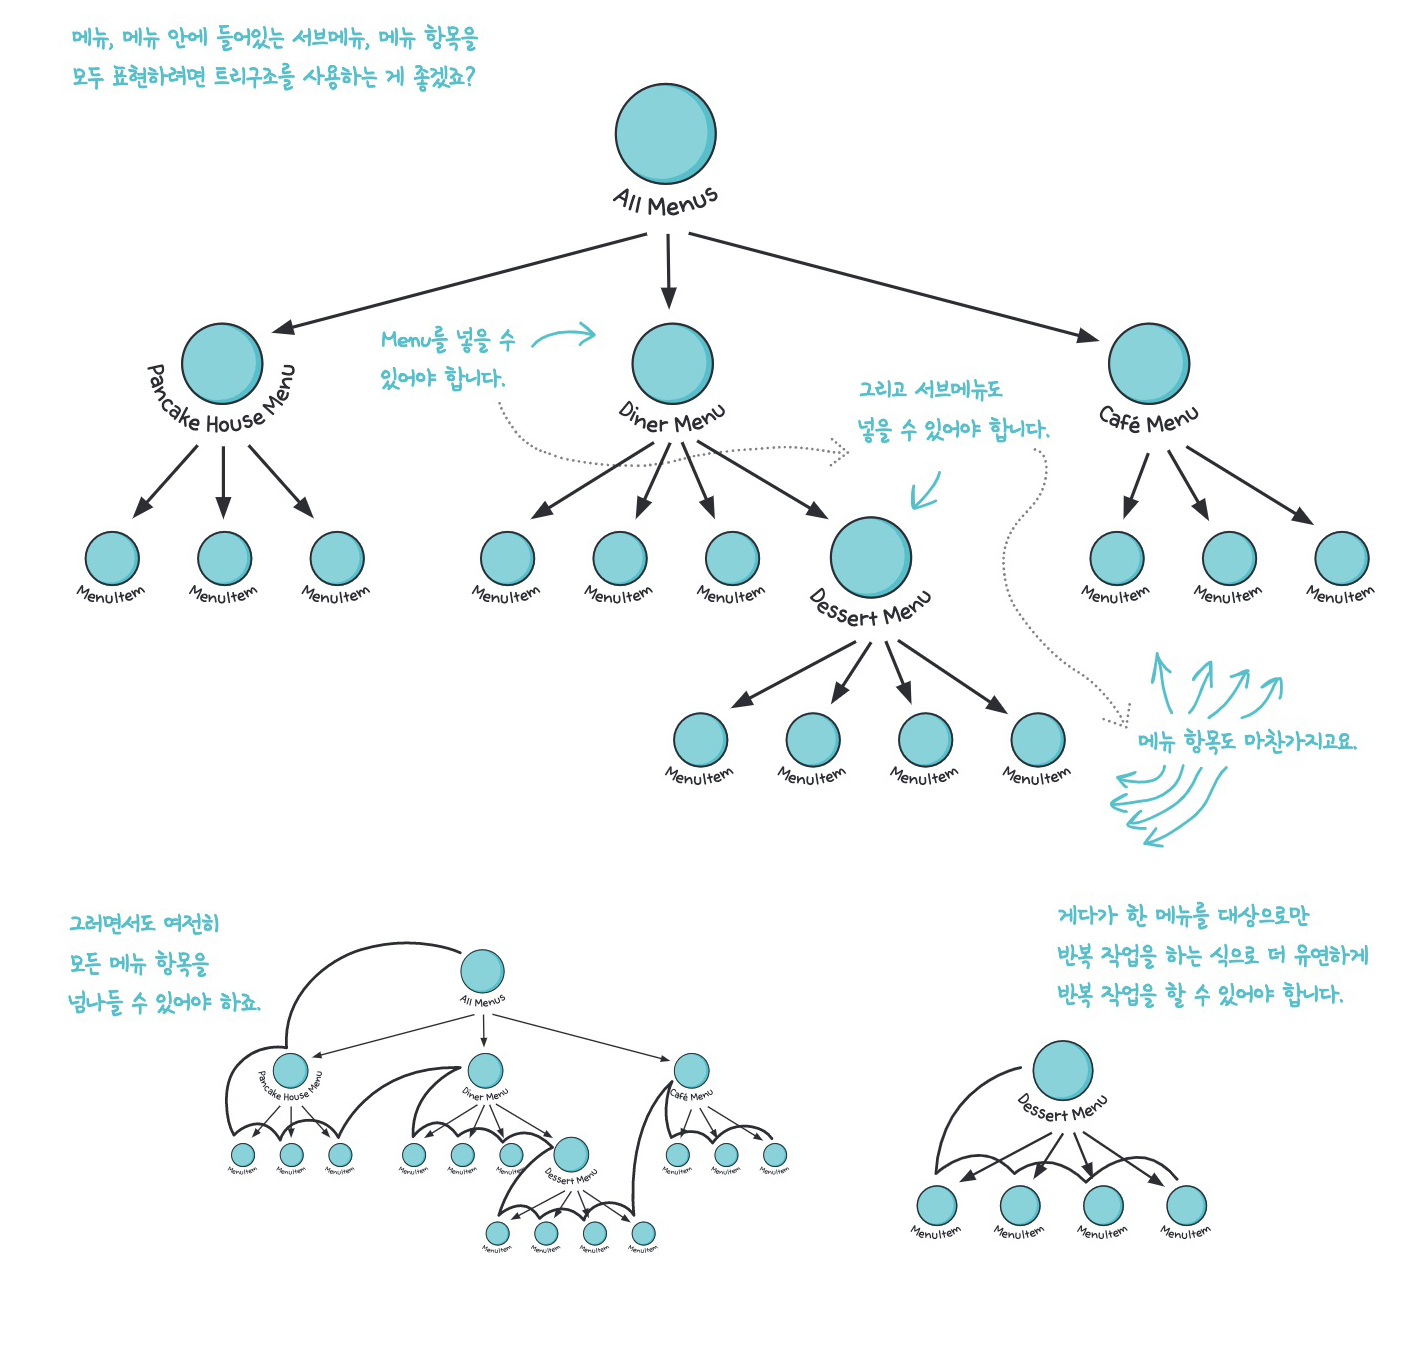 메뉴, 메뉴 안에 들어있는 서브메뉴, 메뉴 항목을
모두 표현하려면 트리구조를 사용하는 게 좋겠죠?
All Menus
Menu를 넣을 수
있어야 합니다.
Pancake House Menu
Diner Menu
그리고 서브메뉴도
넣을 수 있어야 합니다.
Café Menu
MenuItem
MenuItem
MenuItem
MenuItem
MenuItem
MenuItem
Dessert Menu
MenuItem
MenuItem
MenuItem
MenuItem
MenuItem
MenuItem
MenuItem
메뉴 항목도 마찬가지고요.
그러면서도 여전히
모든 메뉴 항목을
넘나들 수 있어야 하죠.
All Menus
Pancake House Menu
Diner Menu
Café Menu
MenuItem
MenuItem
MenuItem
MenuItem
MenuItem
MenuItem
Dessert Menu
MenuItem
MenuItem
MenuItem
MenuItem
MenuItem
MenuItem
MenuItem
게다가 한 메뉴를 대상으로만
반복 작업을 하는 식으로 더 유연하게
반복 작업을 할 수 있어야 합니다.
Dessert Menu
MenuItem
MenuItem
MenuItem
MenuItem